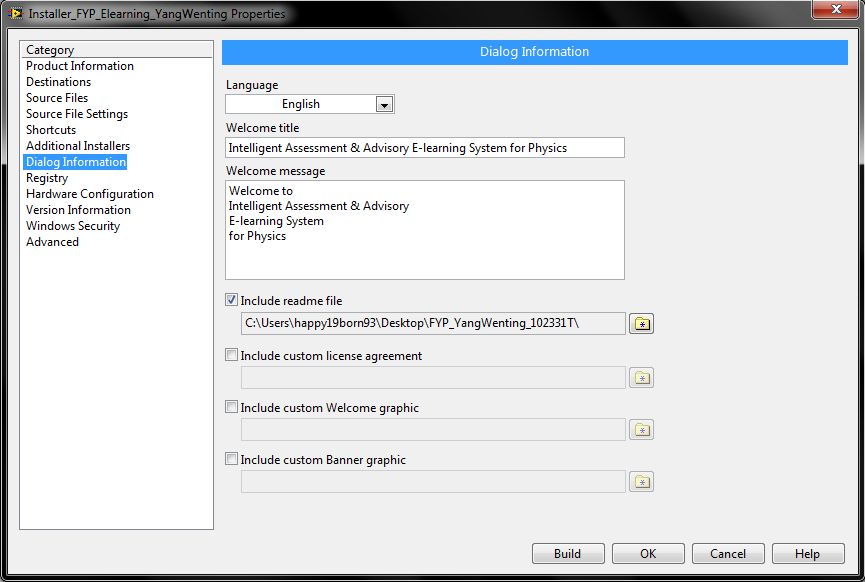 Installer_FYP_Elearning_YangWenting Properties
Category
Product Information
Destinations
Source Files
Source File Settings
Shortcuts
Additional Installers
Dialog Information
Registry
Hardware Configuration
Version Information
Windows Security
Advanced
Dialog Information
Language
English
Welcome title
Intelligent Assessment & Advisory E-learning System for Physics
Welcome message
Welcome to
Intelligent Assessment & Advisory
E-learning System
for Physics
Include readme file
C:\Users\happy19born93\Desktop\FYP_YangWenting_102331T\
Include custom license agreement
Include custom Welcome graphic
Include custom Banner graphic
Build OK Cancel Help